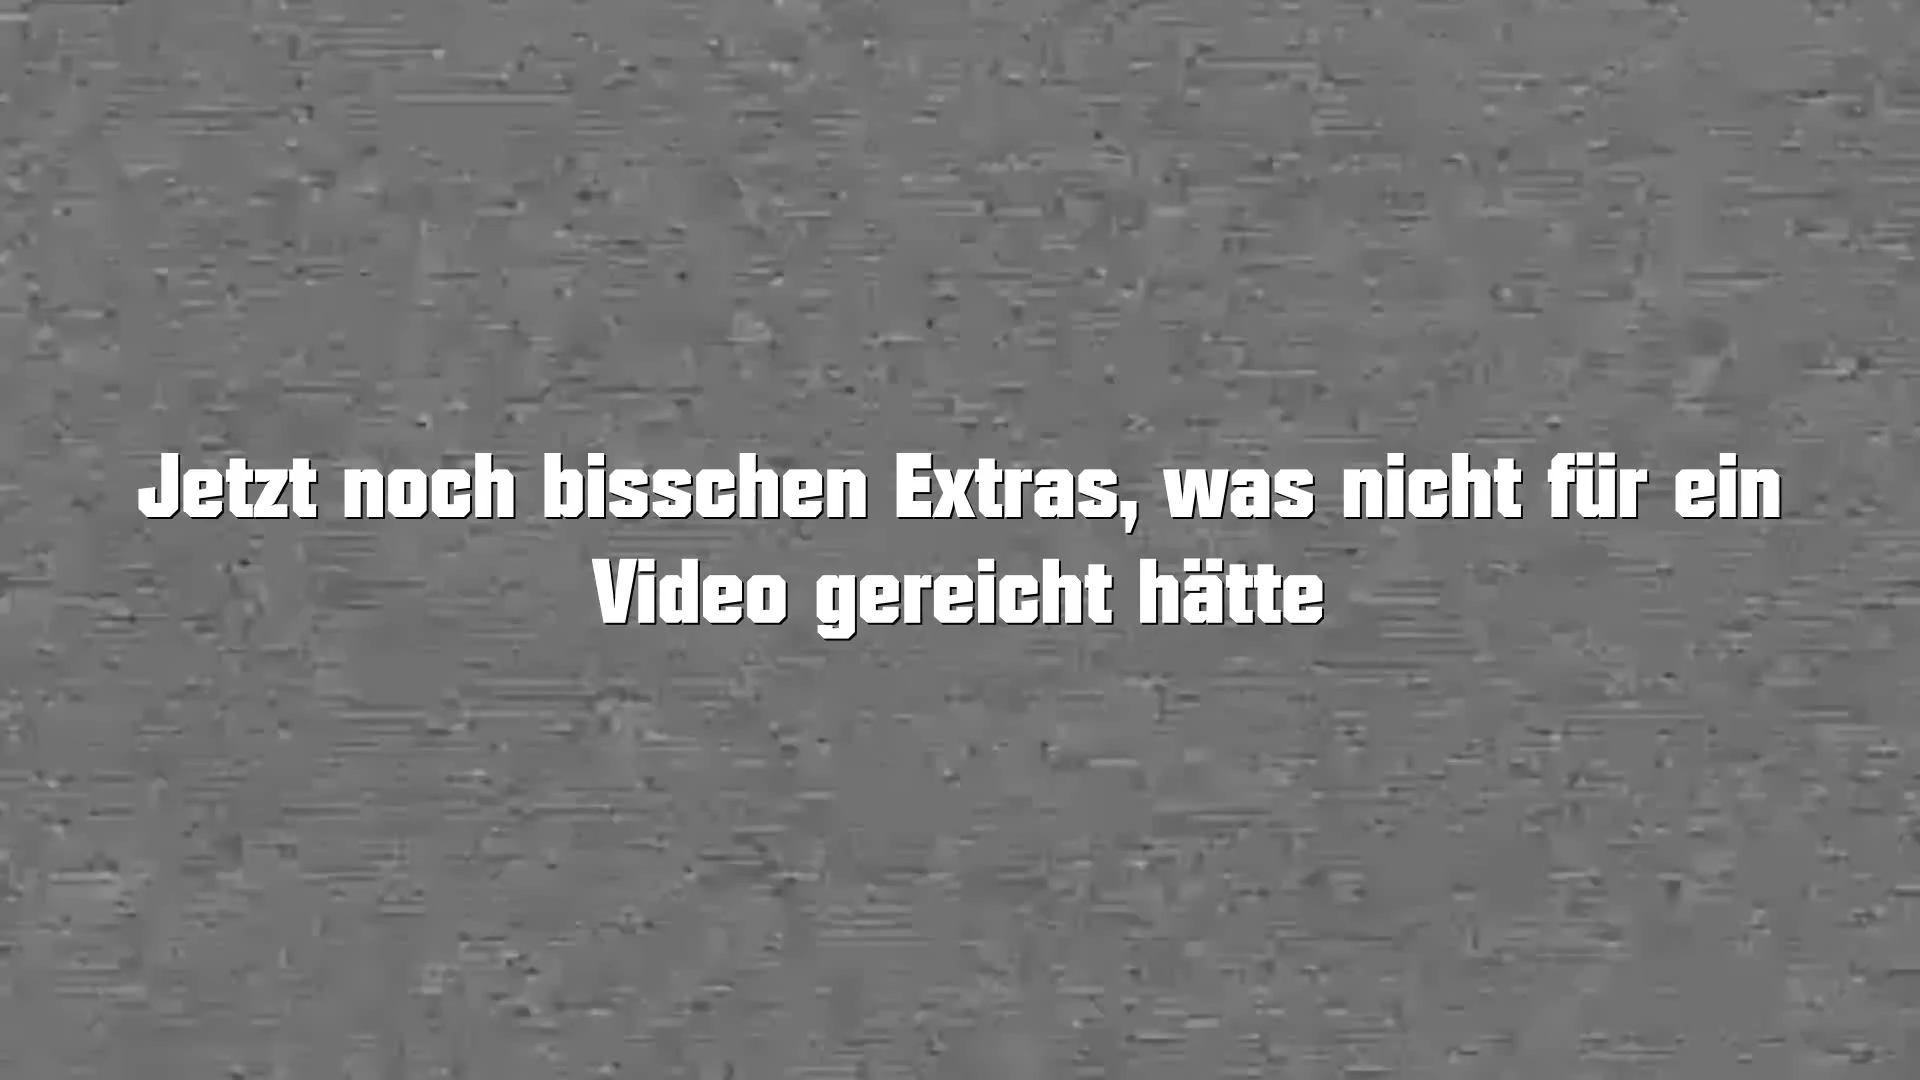 Jetzt noch bisschen Extras, was nicht für ein
Video gereicht hätte